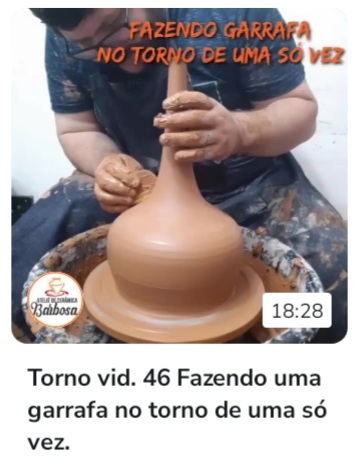 FAZENDO GARRAFA
NO TORNO DE UMA SÓ VEZ
ATELIÊ DE CERÂMICA
Barbosa
18:28
Torno vid. 46 Fazendo uma
garrafa no torno de uma só
vez.